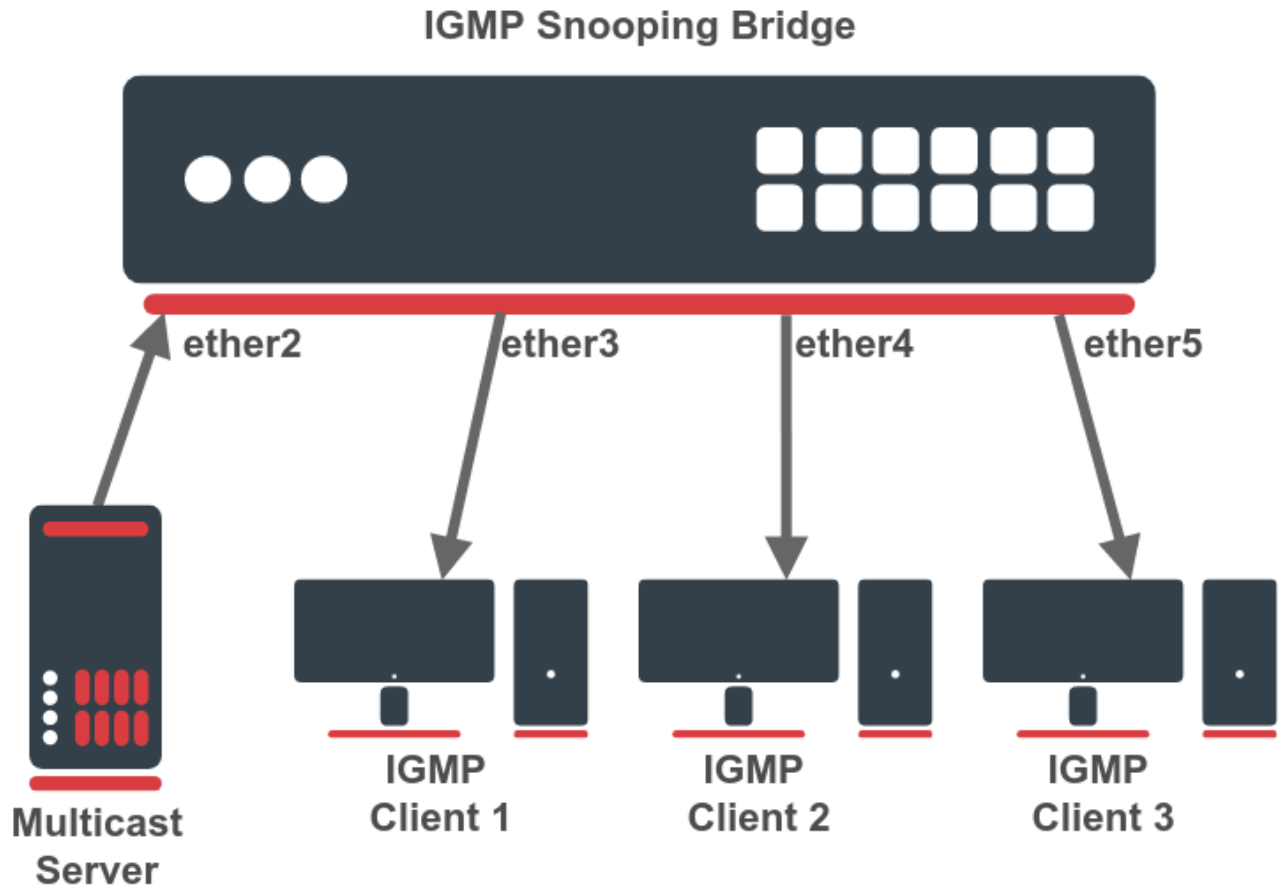 IGMP Snooping Bridge
ether2
ether3
ether4
ether5
Multicast
Server
IGMP
Client 1
IGMP
Client 2
IGMP
Client 3